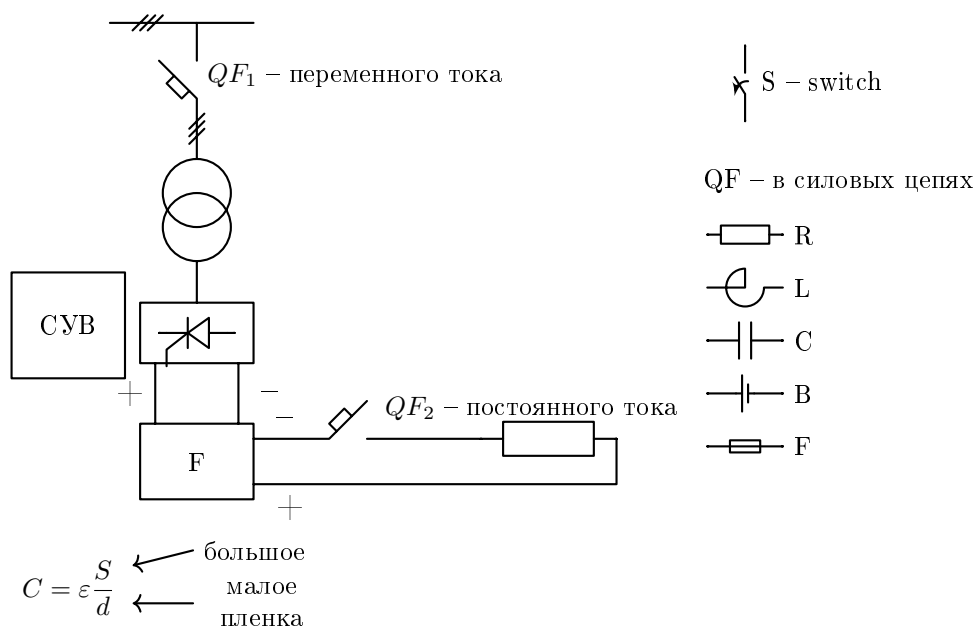 QF₁ – переменного тока
S – switch
QF – в силовых цепях
R
L
C
B
F
СУВ
+
–
–
QF₂ – постоянного тока
F
+
C = ε S/d
большое
малое
пленка